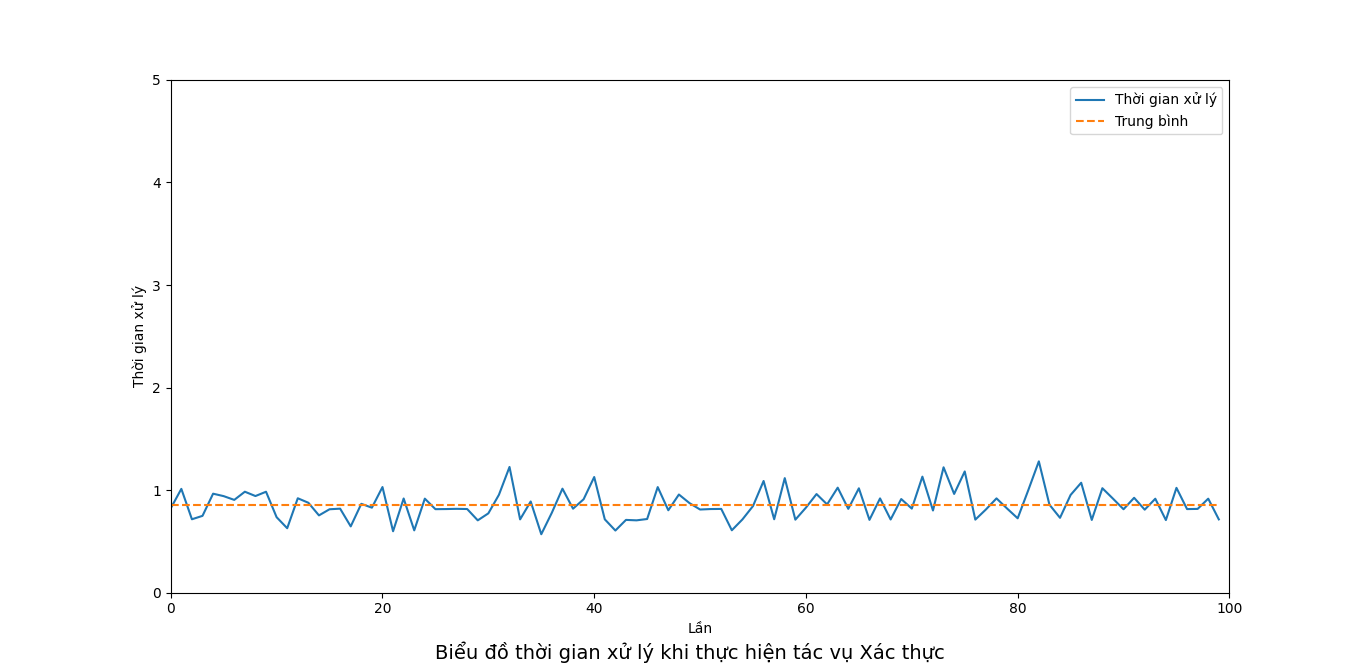 5
4
3
2
1
0
Thời gian xử lý
Thời gian xử lý
Trung bình
0 20 40 60 80 100
Lần
Biểu đồ thời gian xử lý khi thực hiện tác vụ Xác thực